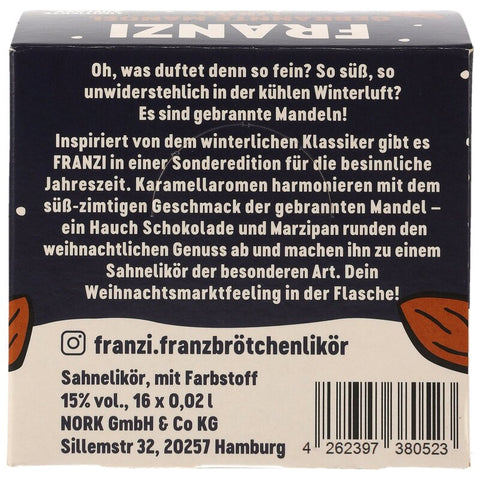 GEBRANNTE MANDEL
FRANZI
Oh, was duftet denn so fein? So süß, so
unwiderstehlich in der kühlen Winterluft?
Es sind gebrannte Mandeln!
Inspiriert von dem winterlichen Klassiker gibt es
FRANZI in einer Sonderedition für die besinnliche
Jahreszeit. Karamellaromen harmonieren mit dem
süß-zimtigen Geschmack der gebrannten Mandel –
ein Hauch Schokolade und Marzipan runden den
weihnachtlichen Genuss ab und machen ihn zu einem
Sahnelikör der besonderen Art. Dein
Weihnachtsmarktfeeling in der Flasche!
franzi.franzbrötchenlikör
Sahnelikör, mit Farbstoff
15% vol., 16 x 0,02 l
NORK GmbH & Co KG
Sillemstr 32, 20257 Hamburg
4 262397 380523